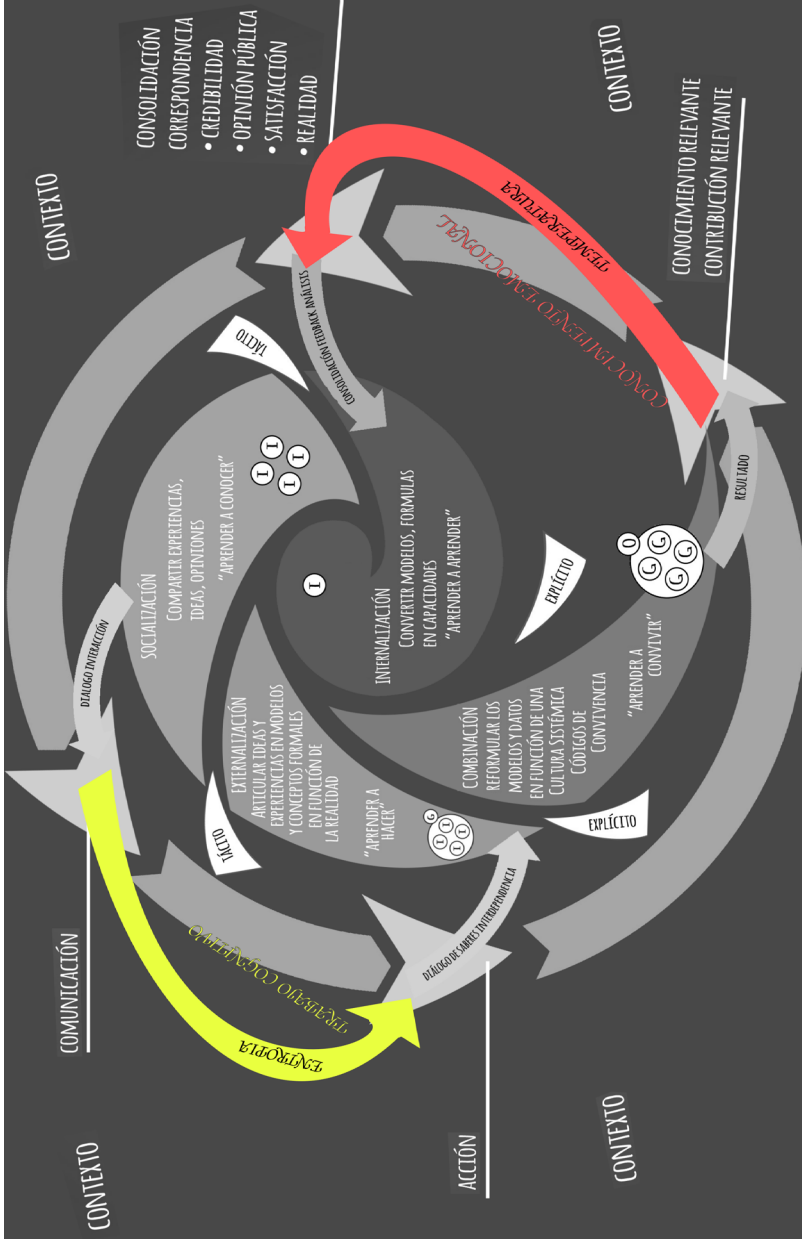 CONTEXTO
COMUNICACIÓN
CONTEXTO
DIALOGO INTERACCIÓN
CONSOLIDACIÓN
CORRESPONDENCIA
• CREDIBILIDAD
• OPINIÓN PÚBLICA
• SATISFACCIÓN
• REALIDAD
SOCIALIZACIÓN
COMPARTIR EXPERIENCIAS,
IDEAS, OPINIONES
"APRENDER A CONOCER"
I
I
I
I
TÁCITO
TRABAJO COGNITIVO
ENTROPIA
TÁCITO
EXTERNALIZACIÓN
ARTICULAR IDEAS Y
EXPERIENCIAS EN MODELOS
Y CONCEPTOS FORMALES
EN FUNCIÓN DE
LA REALIDAD
"APRENDER A
HACER"
G
I
I
I
I
I
CONSOLIDACIÓN FEEDBACK ANÁLISIS
INTERNALIZACIÓN
CONVERTIR MODELOS, FORMULAS
EN CAPACIDADES
"APRENDER A APRENDER"
ACCIÓN
DIÁLOGO DE SABERES INTERDEPENDENCIA
TEMPERATURA
CONOCIMIENTO EMOCIONAL
COMBINACIÓN
REFORMULAR LOS
MODELOS Y DATOS
EN FUNCIÓN DE UNA
CULTURA SISTÉMICA
CÓDIGOS DE
CONVIVENCIA
"APRENDER A
CONVIVIR"
EXPLÍCITO
EXPLÍCITO
O
G
G
G
G
RESULTADO
CONTEXTO
CONTEXTO
CONOCIMIENTO RELEVANTE
CONTRIBUCIÓN RELEVANTE